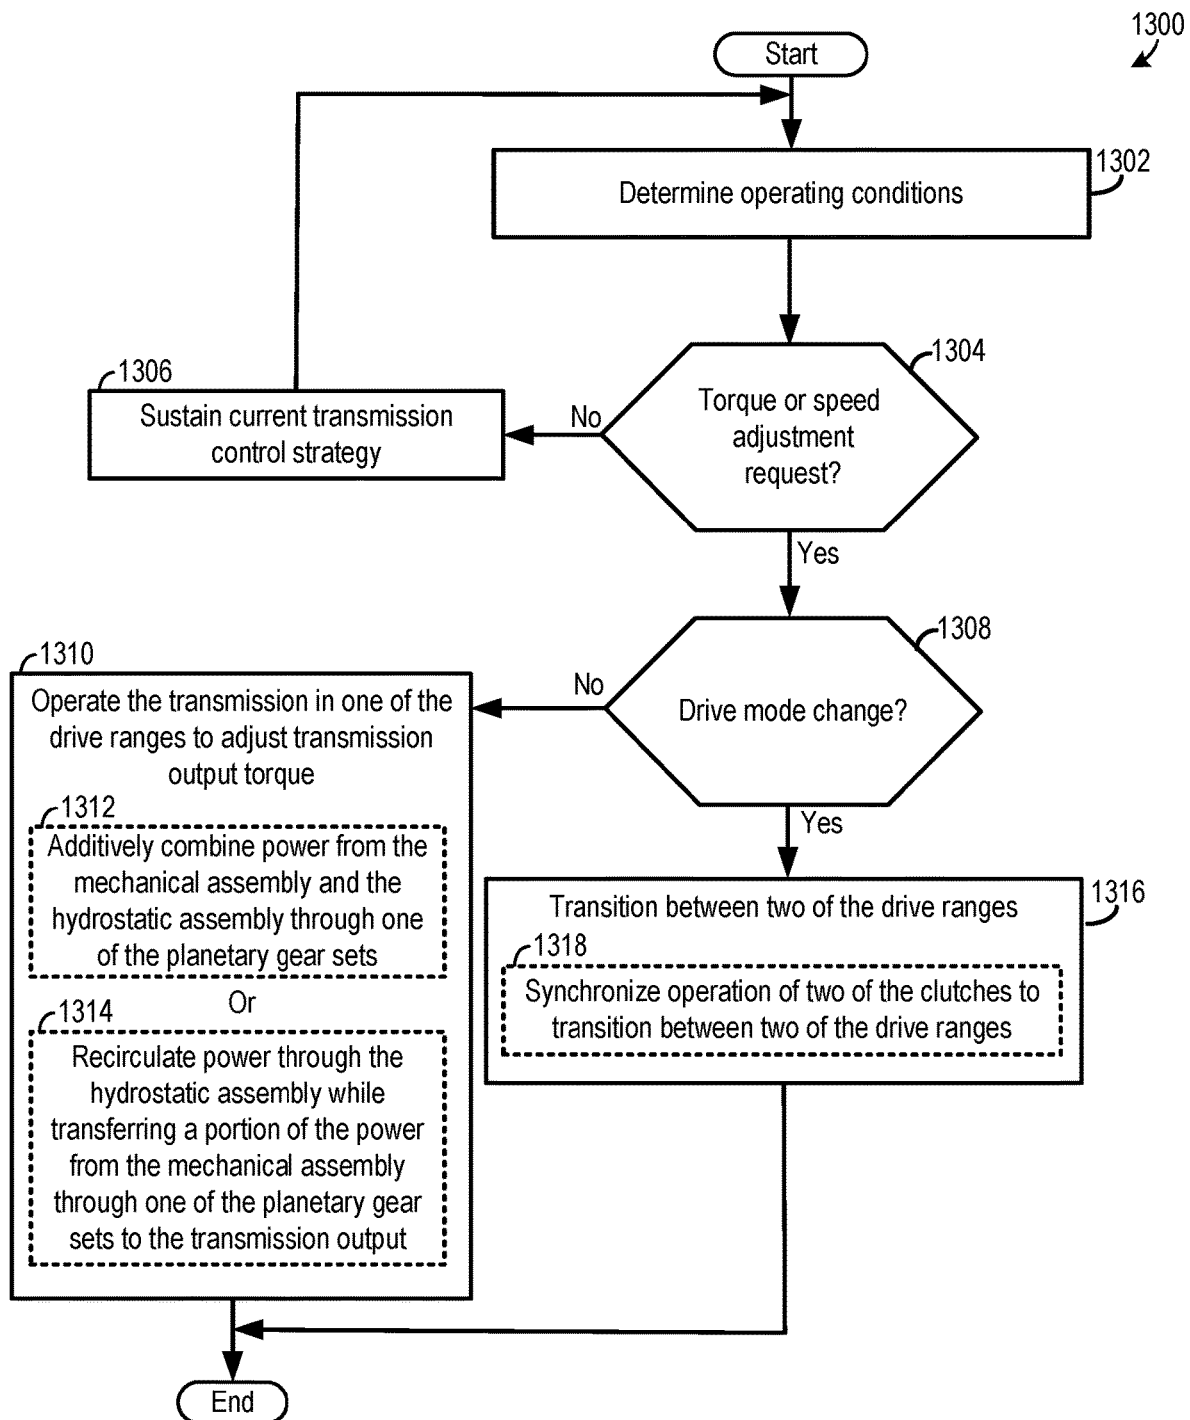 1300
Start
1302
Determine operating conditions
1304
Torque or speed
adjustment
request?
No
1306
Sustain current transmission
control strategy
Yes
1308
Drive mode change?
No
1310
Operate the transmission in one of the
drive ranges to adjust transmission
output torque
1312
Additively combine power from the
mechanical assembly and the
hydrostatic assembly through one
of the planetary gear sets
Or
1314
Recirculate power through the
hydrostatic assembly while
transferring a portion of the power
from the mechanical assembly
through one of the planetary gear
sets to the transmission output
Yes
1316
Transition between two of the drive ranges
1318
Synchronize operation of two of the clutches to
transition between two of the drive ranges
End